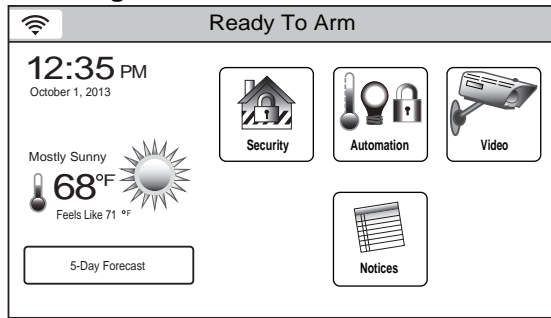 Ready To Arm
12:35 PM
October 1, 2013
Security
Automation
Video
Mostly Sunny
68°F
Feels Like 71 °F
5-Day Forecast
Notices